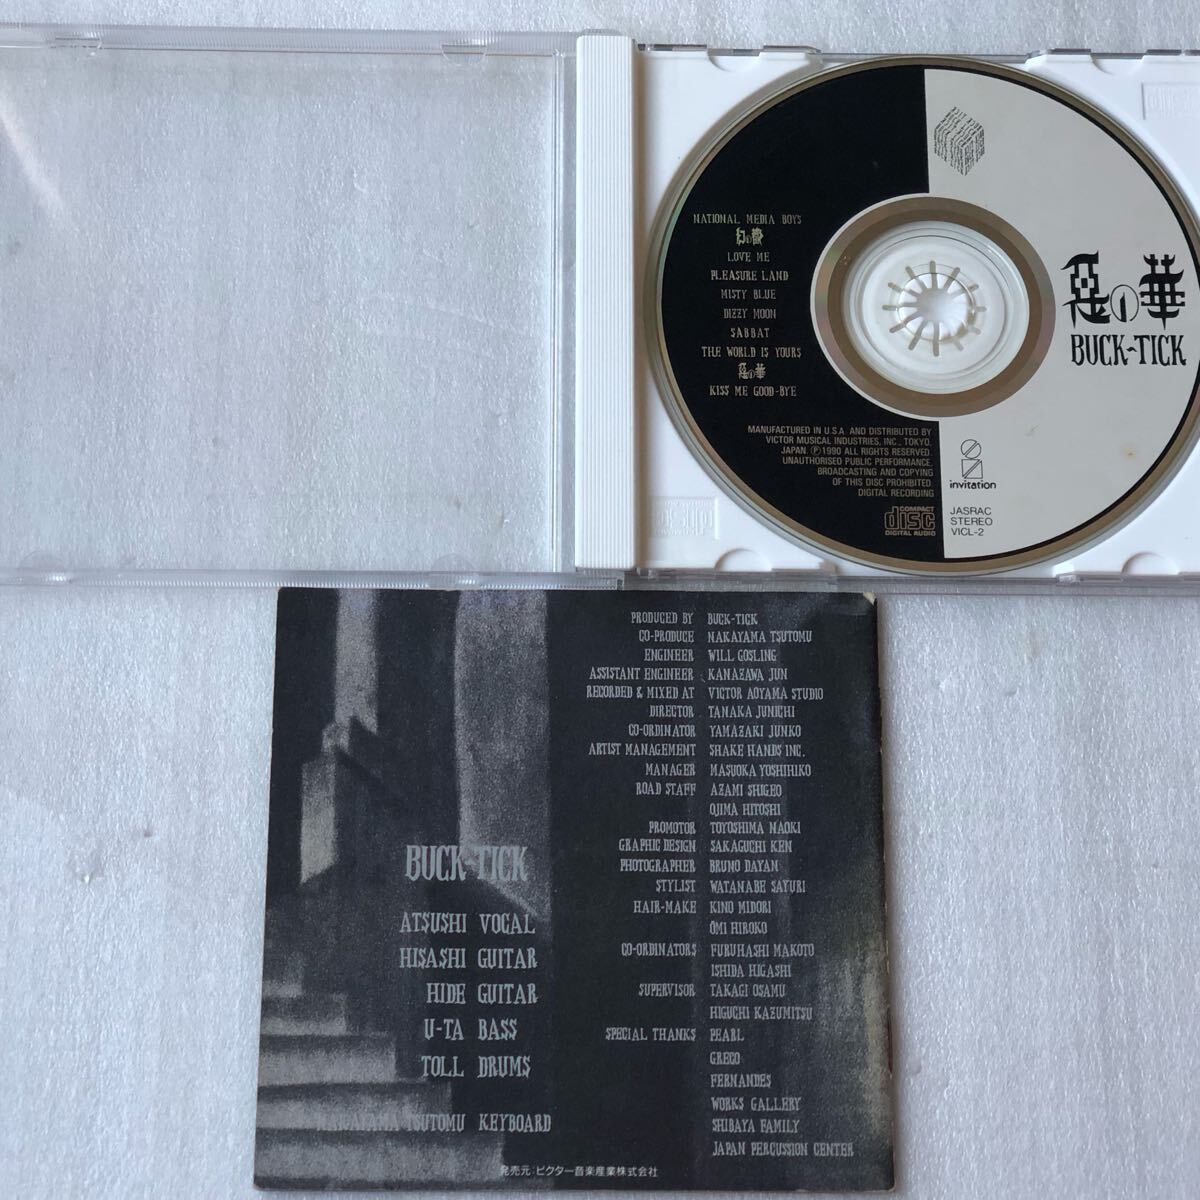 NATIONAL MEDIA BOYS
幻の都
LOVE ME
PLEASURE LAND
MISTY BLUE
DIZZY MOON
SABBAT
THE WORLD IS YOURS
惡の華
KISS ME GOOD-BYE
惡の華
BUCK-TICK
MANUFACTURED IN U.S.A AND DISTRIBUTED BY
VICTOR MUSICAL INDUSTRIES, INC., TOKYO,
JAPAN. Ⓟ1990 ALL RIGHTS RESERVED.
UNAUTHORISED PUBLIC PERFORMANCE,
BROADCASTING AND COPYING
OF THIS DISC PROHIBITED.
DIGITAL RECORDING
COMPACT
disc
DIGITAL AUDIO
invitation
JASRAC
STEREO
VICL-2
PRODUCED BY BUCK-TICK
CO-PRODUCE NAKAYAMA TSUTOMU
ENGINEER WILL GOSLING
ASSISTANT ENGINEER KANAZAWA JUN
RECORDED & MIXED AT VICTOR AOYAMA STUDIO
DIRECTOR TANAKA JUNICHI
CO-ORDINATOR YAMAZAKI JUNKO
ARTIST MANAGEMENT SHAKE HANDS INC.
MANAGER MASUOKA YOSHIHIKO
ROAD STAFF AZAMI SHIGEO
OJIMA HITOSHI
PROMOTOR TOYOSHIMA NAOKI
GRAPHIC DESIGN SAKAGUCHI KEN
PHOTOGRAPHER BRUNO DAYAN
STYLIST WATANABE SAYURI
HAIR-MAKE KINO MIDORI
ŌMI HIROKO
CO-ORDINATORS FURUHASHI MAKOTO
ISHIDA HIGASHI
SUPERVISOR TAKAGI OSAMU
HIGUCHI KAZUMITSU
SPECIAL THANKS PEARL
GRECO
FERNANDES
WORKS GALLERY
SHIBAYA FAMILY
JAPAN PERCUSSION CENTER
BUCK-TICK
ATSUSHI VOCAL
HISASHI GUITAR
HIDE GUITAR
U-TA BASS
TOLL DRUMS
NAKAYAMA TSUTOMU KEYBOARD
発売元:ビクター音楽産業株式会社